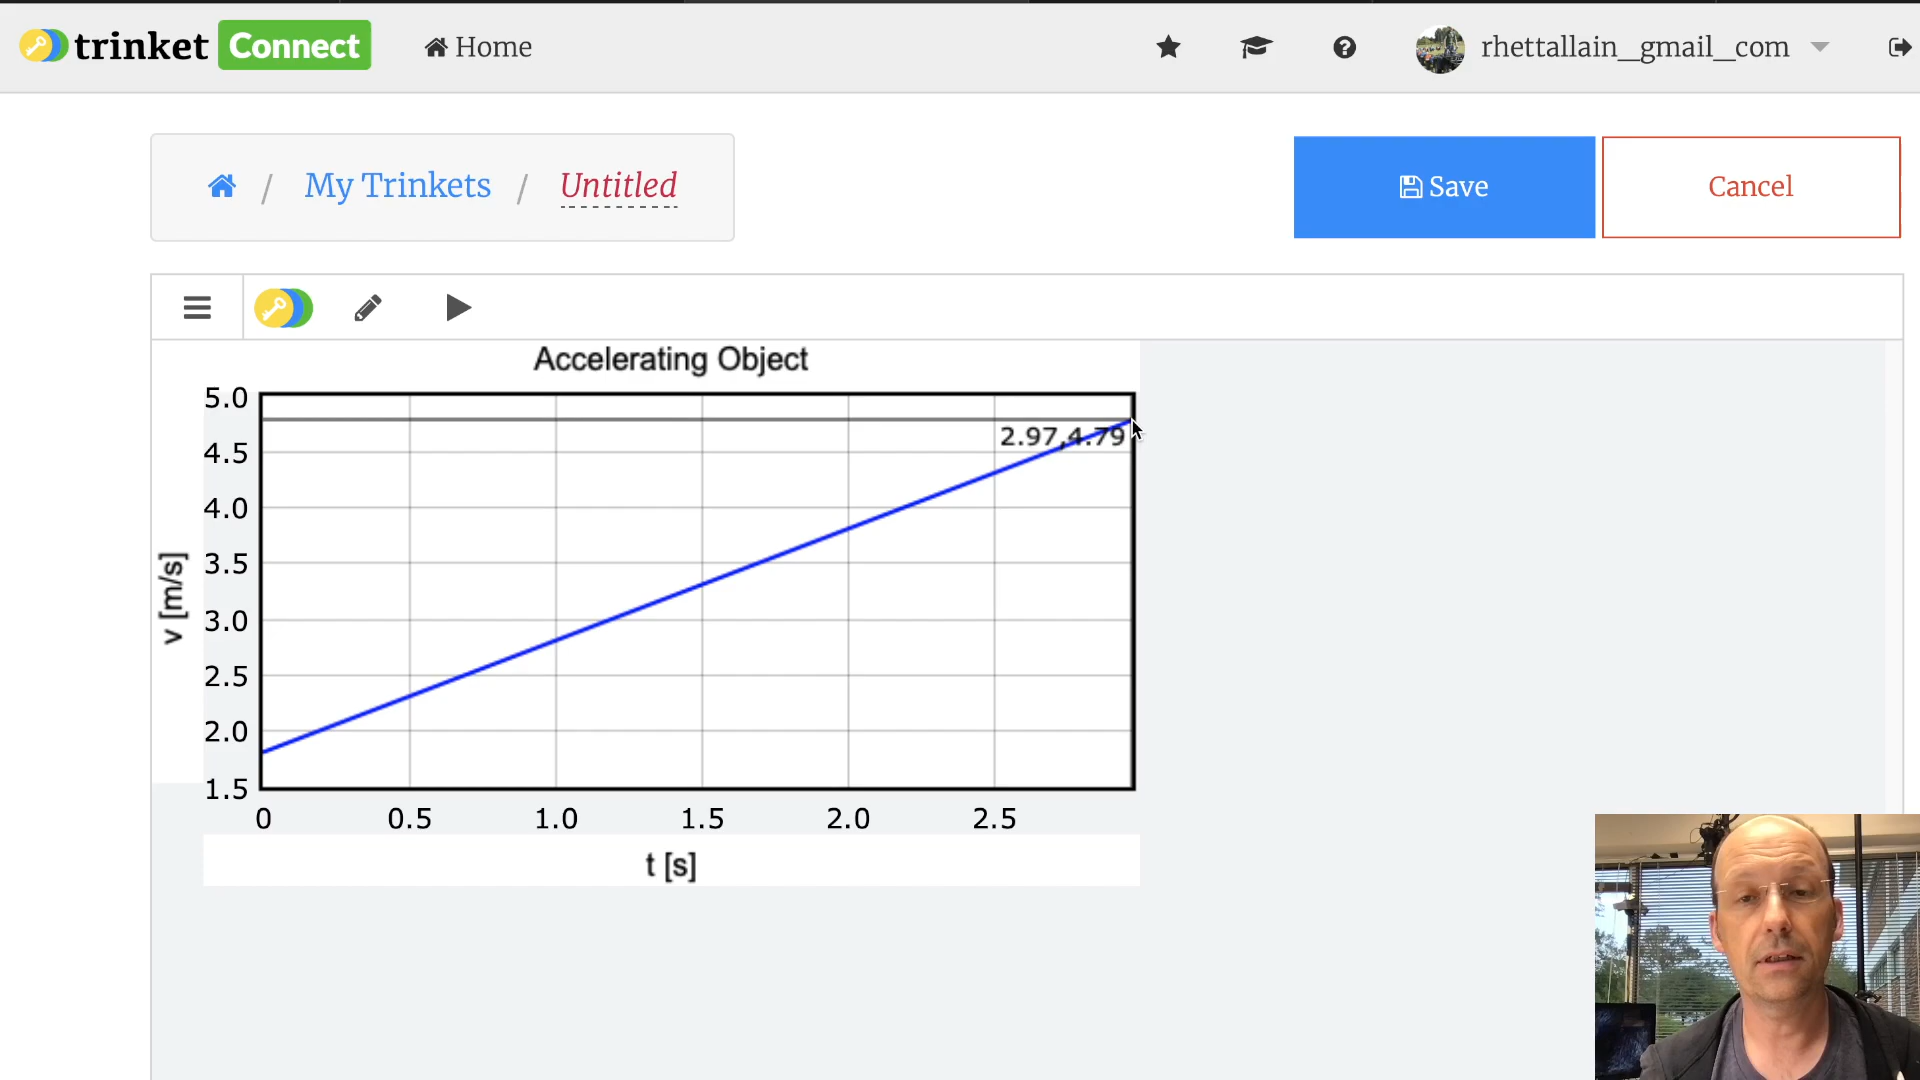 trinket Connect Home rhettallain_gmail_com
/ My Trinkets / Untitled
Save
Cancel
Accelerating Object
5.0
2.97,4.79
4.5
4.0
3.5
v [m/s]
3.0
2.5
2.0
1.5
0 0.5 1.0 1.5 2.0 2.5
t [s]